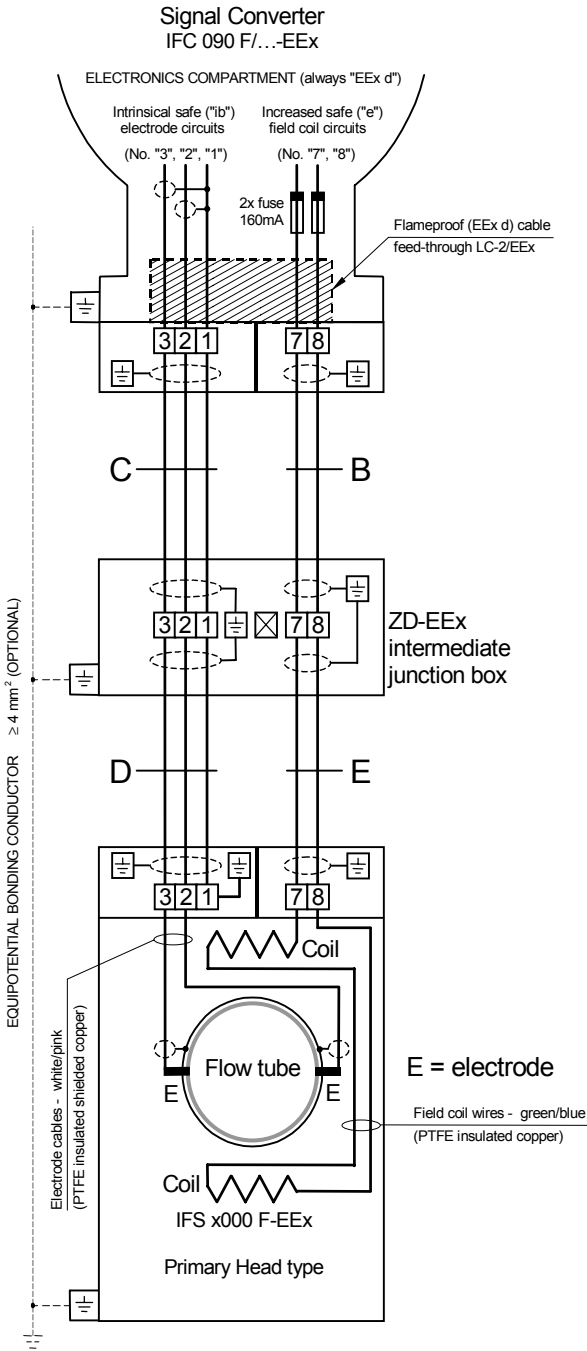 Signal Converter
IFC 090 F/...-EEx
ELECTRONICS COMPARTMENT (always "EEx d")
Intrinsical safe ("ib")
electrode circuits
(No. "3", "2", "1")
Increased safe ("e")
field coil circuits
(No. "7", "8")
2x fuse
160mA
Flameproof (EEx d) cable
feed-through LC-2/EEx
3 2 1 7 8
C B
3 2 1 7 8
ZD-EEx
intermediate
junction box
EQUIPOTENTIAL BONDING CONDUCTOR ≥ 4 mm² (OPTIONAL)
D E
3 2 1 7 8
Coil
Flow tube
E E
E = electrode
Electrode cables - white/pink
(PTFE insulated shielded copper)
Field coil wires - green/blue
(PTFE insulated copper)
Coil
IFS x000 F-EEx
Primary Head type